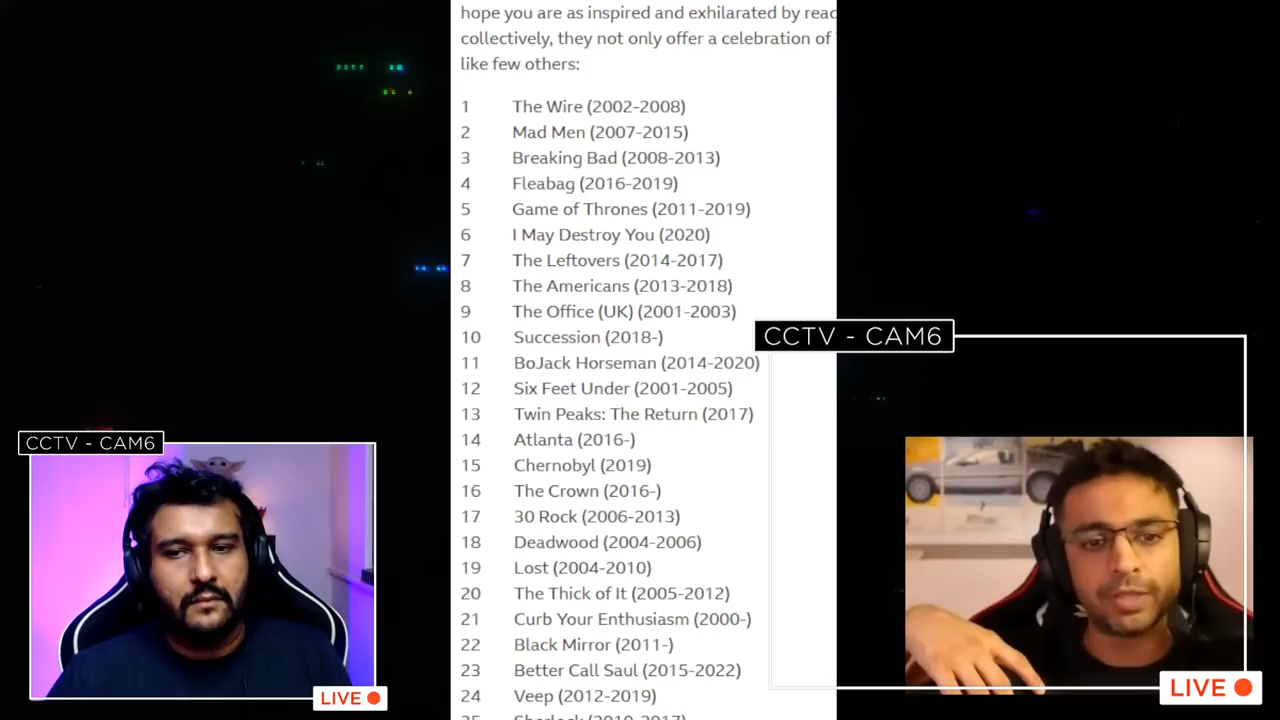 hope you are as inspired and exhilarated by
collectively, they not only offer a celebration of
like few others:
1 The Wire (2002-2008)
2 Mad Men (2007-2015)
3 Breaking Bad (2008-2013)
4 Fleabag (2016-2019)
5 Game of Thrones (2011-2019)
6 I May Destroy You (2020)
7 The Leftovers (2014-2017)
8 The Americans (2013-2018)
9 The Office (UK) (2001-2003)
10 Succession (2018-)
11 BoJack Horseman (2014-2020)
12 Six Feet Under (2001-2005)
13 Twin Peaks: The Return (2017)
14 Atlanta (2016-)
15 Chernobyl (2019)
16 The Crown (2016-)
17 30 Rock (2006-2013)
18 Deadwood (2004-2006)
19 Lost (2004-2010)
20 The Thick of It (2005-2012)
21 Curb Your Enthusiasm (2000-)
22 Black Mirror (2011-)
23 Better Call Saul (2015-2022)
24 Veep (2012-2019)
25 Sherlock (2010-2017)
CCTV - CAM6
LIVE
CCTV - CAM6
LIVE